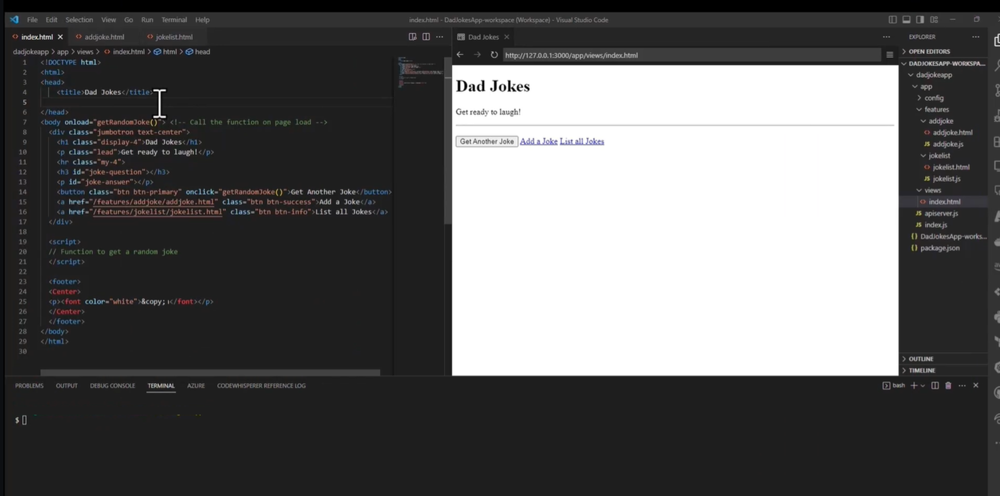 File Edit Selection View Go Run Terminal Help
index.html - DadJokesApp-workspace (Workspace) - Visual Studio Code
index.html addjoke.html jokelist.html
dadjokeapp > app > views > index.html > html > head
1 <!DOCTYPE html>
2 <html>
3 <head>
4 <title>Dad Jokes</title>
5
6 </head>
7 <body onload="getRandomJoke()"> <!-- Call the function on page load -->
8 <div class="jumbotron text-center">
9 <h1 class="display-4">Dad Jokes</h1>
10 <p class="lead">Get ready to laugh!</p>
11 <hr class="my-4">
12 <h3 id="joke-question"></h3>
13 <p id="joke-answer"></p>
14 <button class="btn btn-primary" onclick="getRandomJoke()">Get Another Joke</button>
15 <a href="/features/addjoke/addjoke.html" class="btn btn-success">Add a Joke</a>
16 <a href="/features/jokelist/jokelist.html" class="btn btn-info">List all Jokes</a>
17 </div>
18
19 <script>
20 // Function to get a random joke
21 </script>
22
23 <footer>
24 <Center>
25 <p><font color="white">&copy; </font></p>
26 </Center>
27 </footer>
28 </body>
29 </html>
30
Dad Jokes
http://127.0.0.1:3000/app/views/index.html
Dad Jokes
Get ready to laugh!
Get Another Joke Add a Joke List all Jokes
EXPLORER
OPEN EDITORS
DADJOKESAPP-WORKSPA...
dadjokeapp
app
config
features
addjoke
addjoke.html
JS addjoke.js
jokelist
jokelist.html
JS jokelist.js
views
index.html
JS apiserver.js
JS index.js
{} DadJokesApp-works...
{} package.json
OUTLINE
TIMELINE
PROBLEMS OUTPUT DEBUG CONSOLE TERMINAL AZURE CODEWHISPERER REFERENCE LOG
bash
$